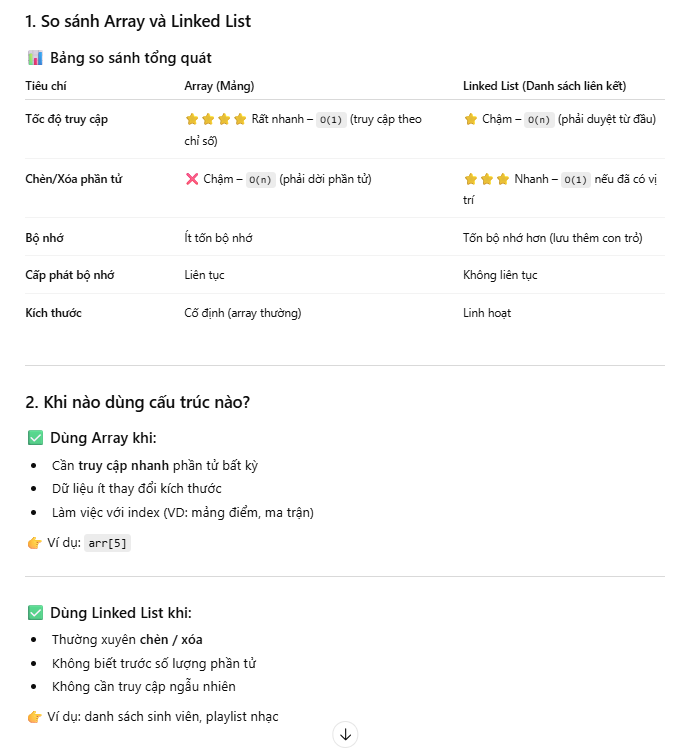 1. So sánh Array và Linked List
📊 Bảng so sánh tổng quát
Tiêu chí Array (Mảng) Linked List (Danh sách liên kết)
Tốc độ truy cập ⭐⭐⭐⭐ Rất nhanh – O(1) (truy cập theo ⭐ Chậm – O(n) (phải duyệt từ đầu)
chỉ số)
Chèn/Xóa phần tử ❌ Chậm – O(n) (phải dời phần tử) ⭐⭐⭐ Nhanh – O(1) nếu đã có vị
trí
Bộ nhớ Ít tốn bộ nhớ Tốn bộ nhớ hơn (lưu thêm con trỏ)
Cấp phát bộ nhớ Liên tục Không liên tục
Kích thước Cố định (array thường) Linh hoạt
2. Khi nào dùng cấu trúc nào?
✅ Dùng Array khi:
• Cần truy cập nhanh phần tử bất kỳ
• Dữ liệu ít thay đổi kích thước
• Làm việc với index (VD: mảng điểm, ma trận)
👉 Ví dụ: arr[5]
✅ Dùng Linked List khi:
• Thường xuyên chèn / xóa
• Không biết trước số lượng phần tử
• Không cần truy cập ngẫu nhiên
👉 Ví dụ: danh sách sinh viên, playlist nhạc